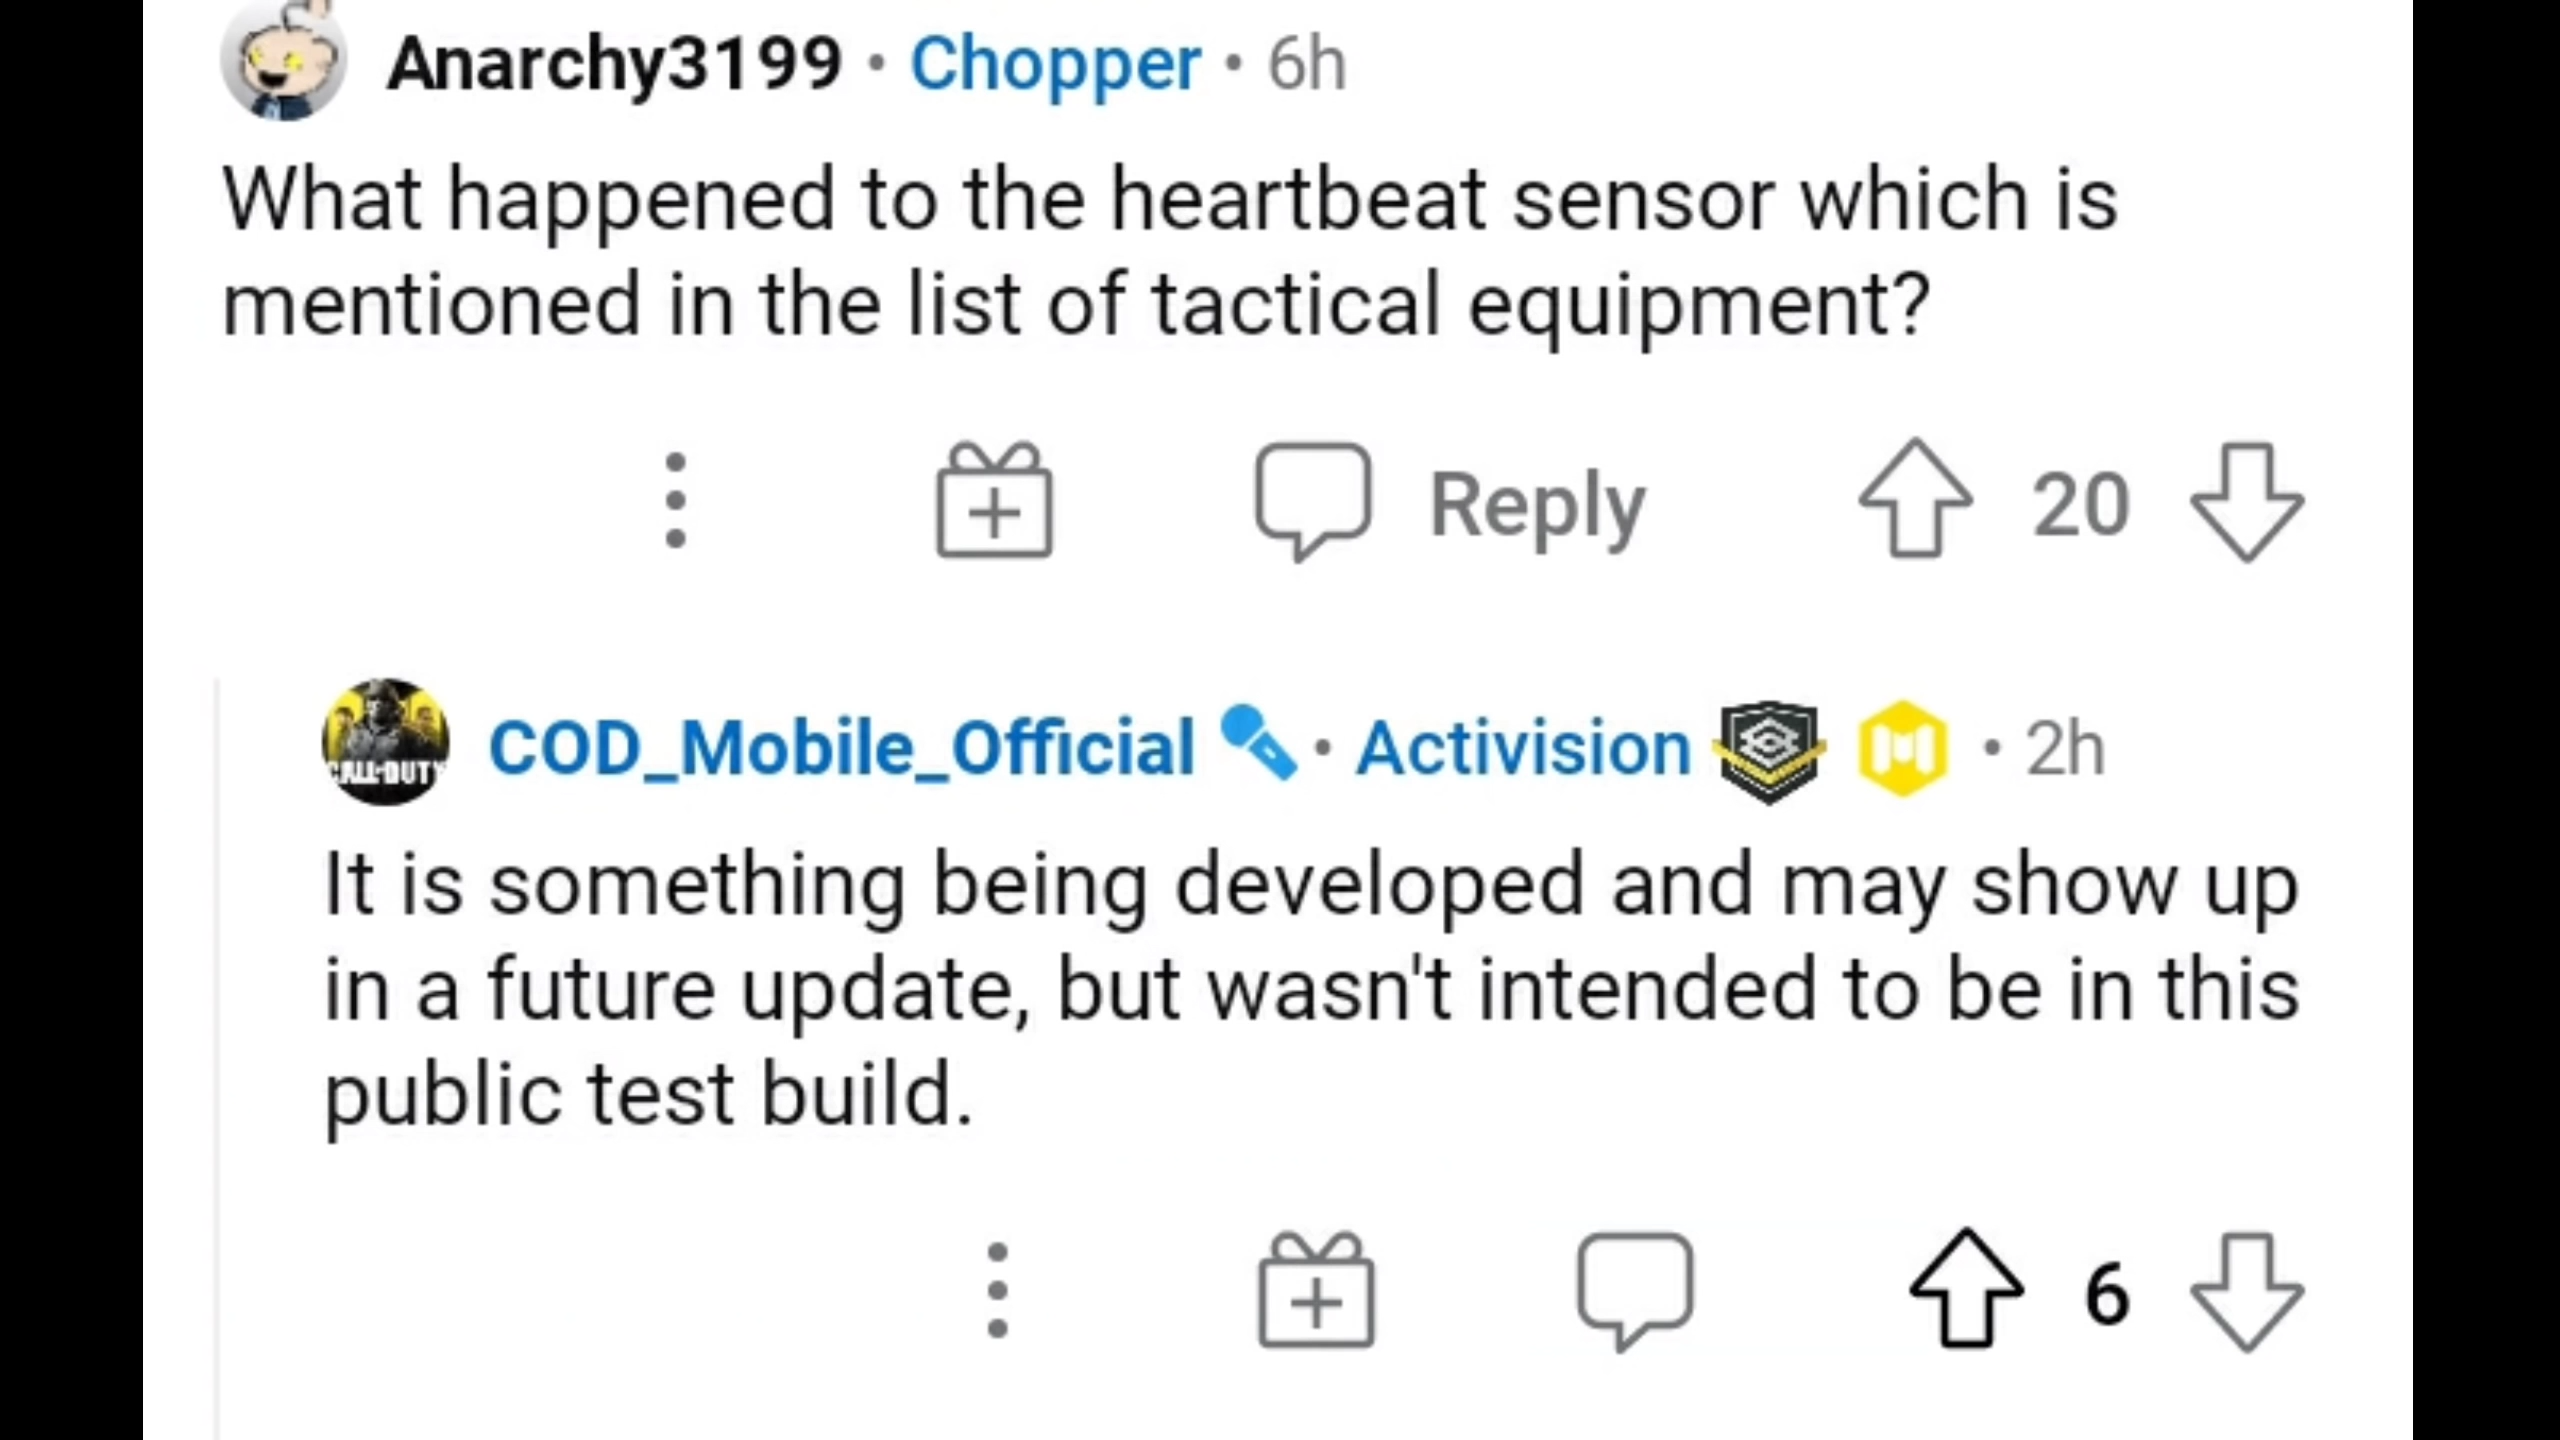 Anarchy3199 • Chopper • 6h
What happened to the heartbeat sensor which is
mentioned in the list of tactical equipment?
Reply 20
CALL·DUTY
COD_Mobile_Official • Activision • 2h
It is something being developed and may show up
in a future update, but wasn't intended to be in this
public test build.
6